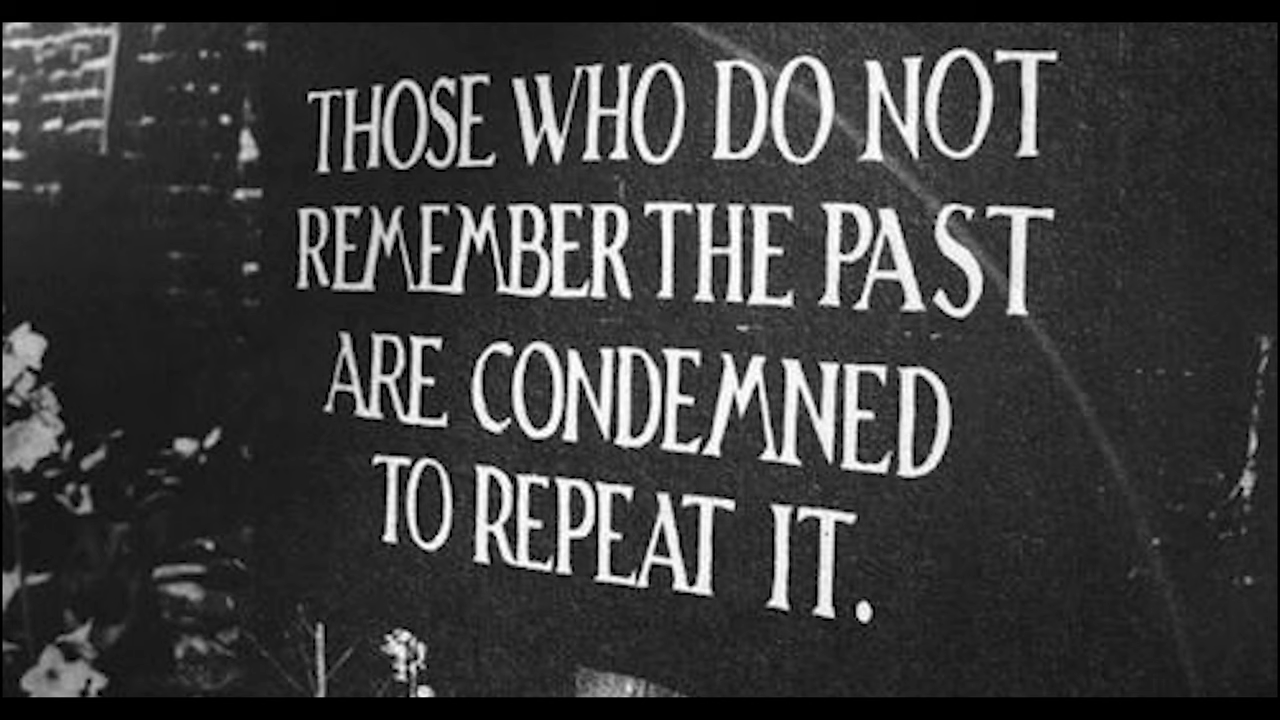 THOSE WHO DO NOT
REMEMBER THE PAST
ARE CONDEMNED
TO REPEAT IT.